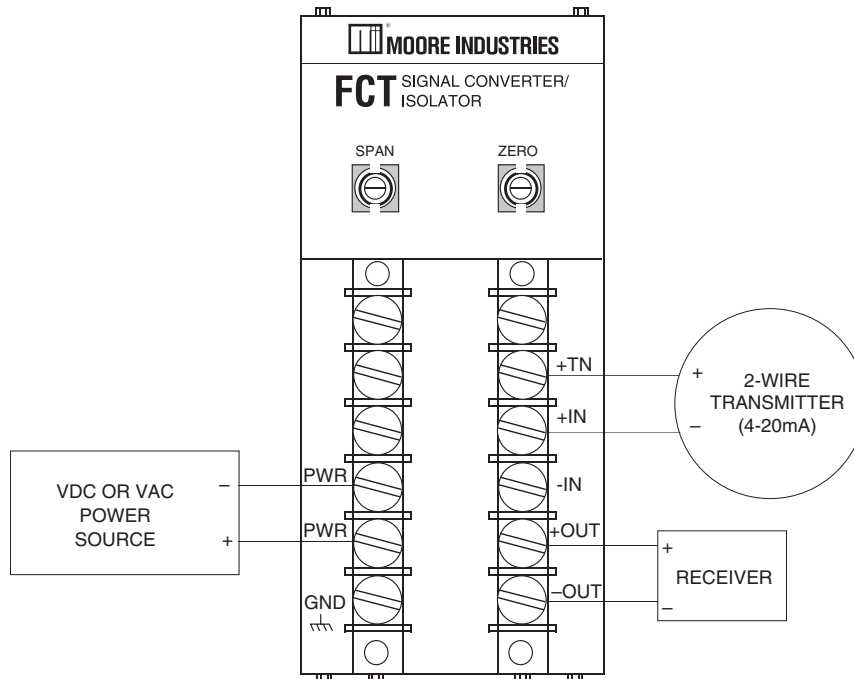 MOORE INDUSTRIES
®
FCT SIGNAL CONVERTER/
ISOLATOR
SPAN
ZERO
+TN
+IN
-IN
+OUT
–OUT
PWR
PWR
GND
+
–
2-WIRE
TRANSMITTER
(4-20mA)
VDC OR VAC
POWER
SOURCE
–
+
+
RECEIVER
–